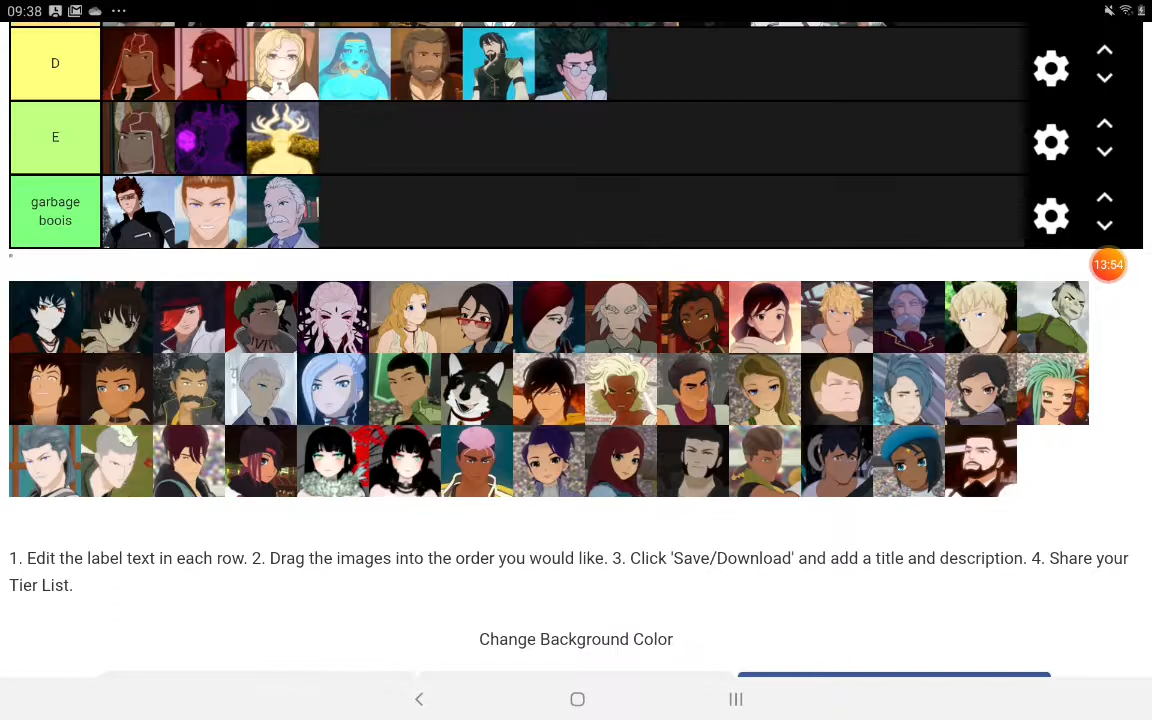 09:38
D
E
garbage
boois
13:54
1. Edit the label text in each row. 2. Drag the images into the order you would like. 3. Click 'Save/Download' and add a title and description. 4. Share your
Tier List.
Change Background Color